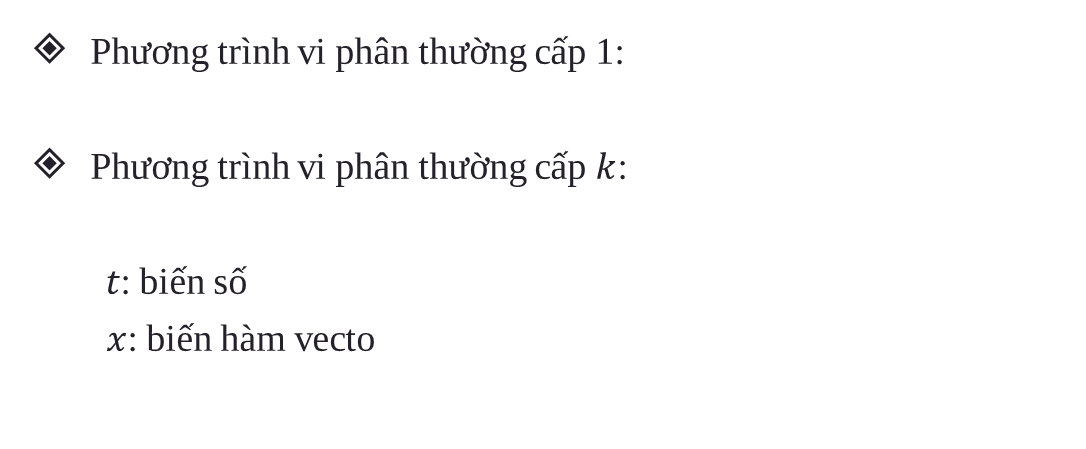 Phương trình vi phân thường cấp 1:
Phương trình vi phân thường cấp k:
t: biến số
x: biến hàm vecto